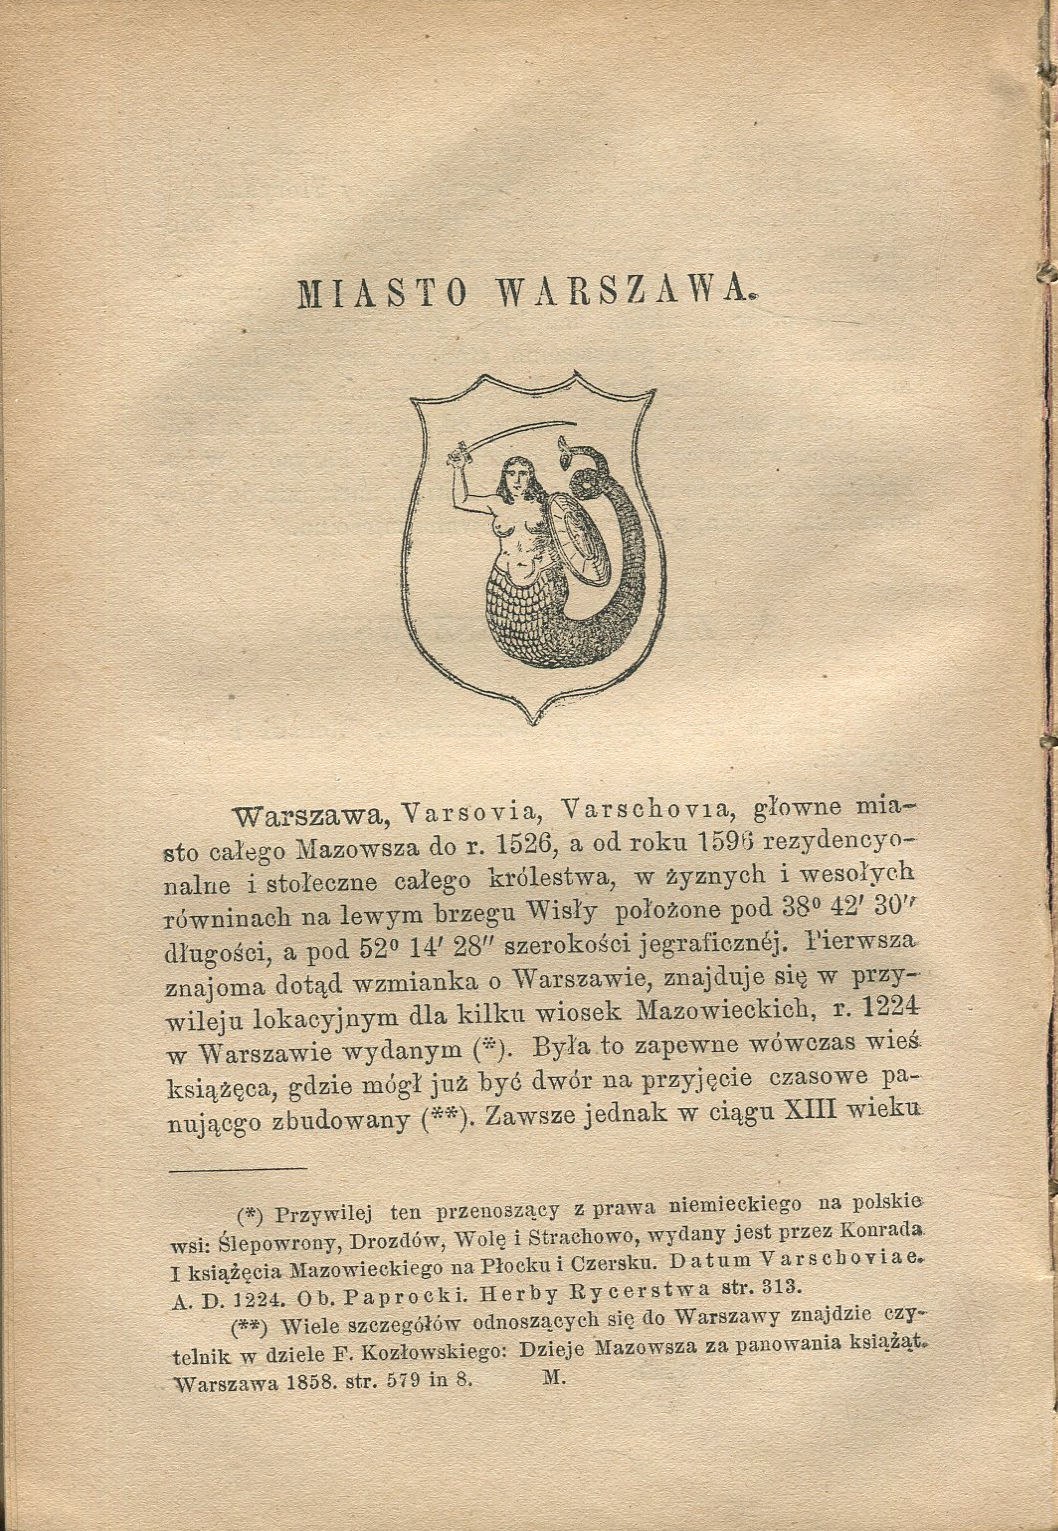 MIASTO WARSZAWA.
Warszawa, Varsovia, Varschovia, głowne mia-
sto całego Mazowsza do r. 1526, a od roku 1596 rezydencyo-
nalne i stołeczne całego królestwa, w żyznych i wesołych
równinach na lewym brzegu Wisły położone pod 38⁰ 42′ 30″
długości, a pod 52⁰ 14′ 28″ szerokości jegraficznéj. Pierwsza
znajoma dotąd wzmianka o Warszawie, znajduje się w przy-
wileju lokacyjnym dla kilku wiosek Mazowieckich, r. 1224
w Warszawie wydanym (*). Była to zapewne wówczas wieś
książęca, gdzie mógł już być dwór na przyjęcie czasowe pa-
nującgo zbudowany (**). Zawsze jednak w ciągu XIII wieku
(*) Przywilej ten przenoszący z prawa niemieckiego na polskie
wsi: Ślepowrony, Drozdów, Wolę i Strachowo, wydany jest przez Konrada
I książęcia Mazowieckiego na Płocku i Czersku. Datum Varschoviae.
A. D. 1224. Ob. Paprocki. Herby Rycerstwa str. 313.
(**) Wiele szczegółów odnoszących się do Warszawy znajdzie czy-
telnik w dziele F. Kozłowskiego: Dzieje Mazowsza za panowania książąt.
Warszawa 1858. str. 579 in 8. M.